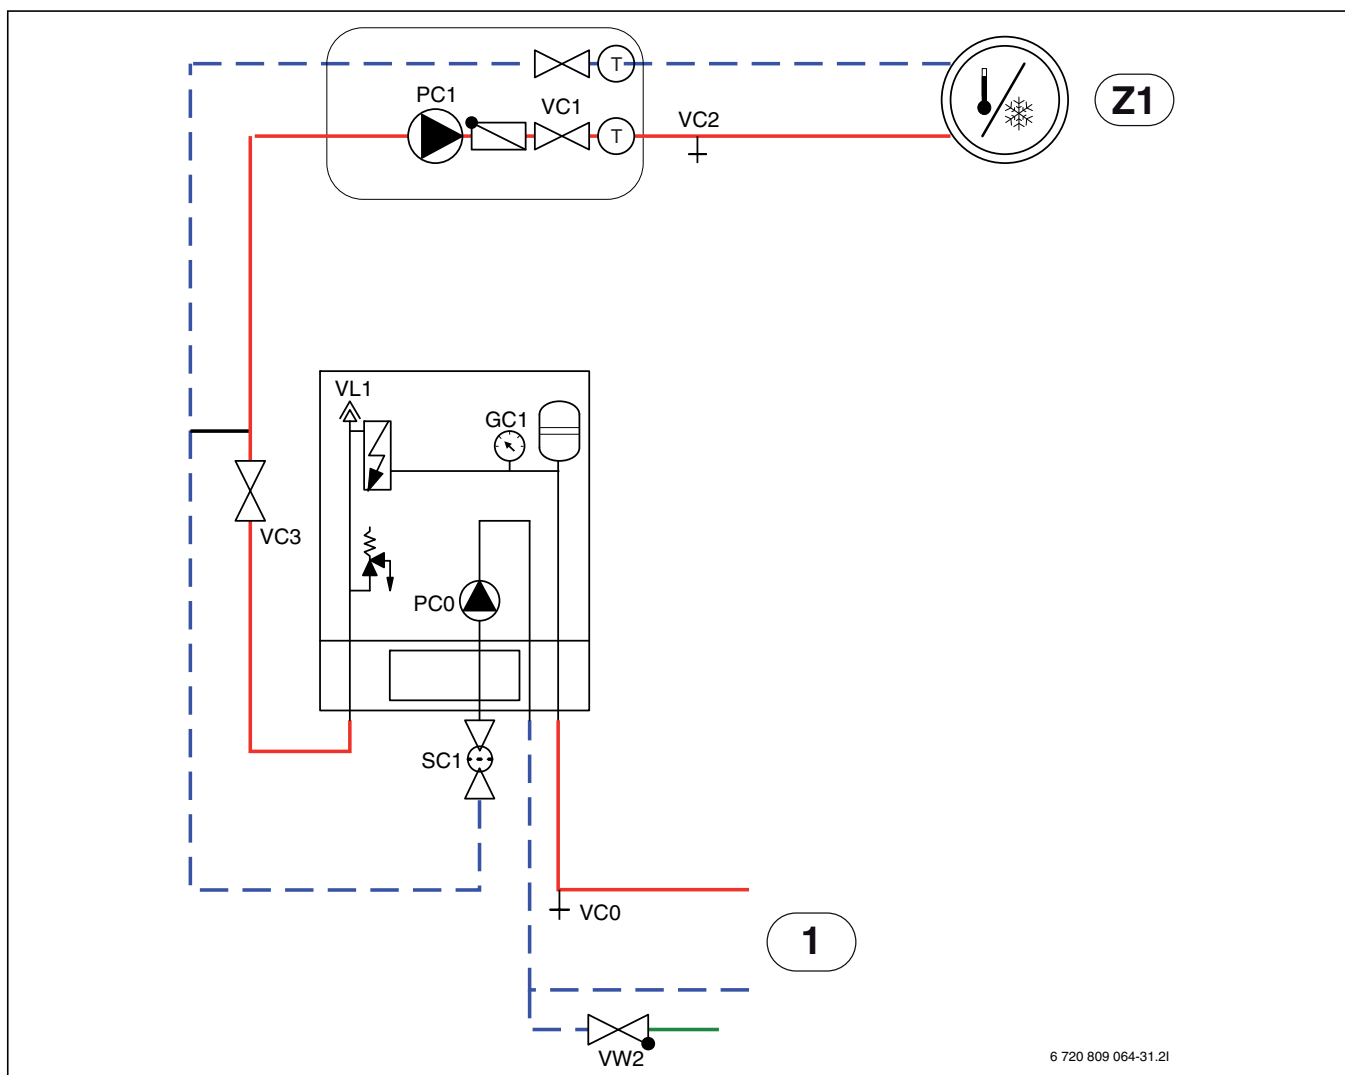 T
PC1
VC1
T
VC2
Z1
VL1
GC1
VC3
PC0
SC1
VC0
1
VW2
6 720 809 064-31.2I